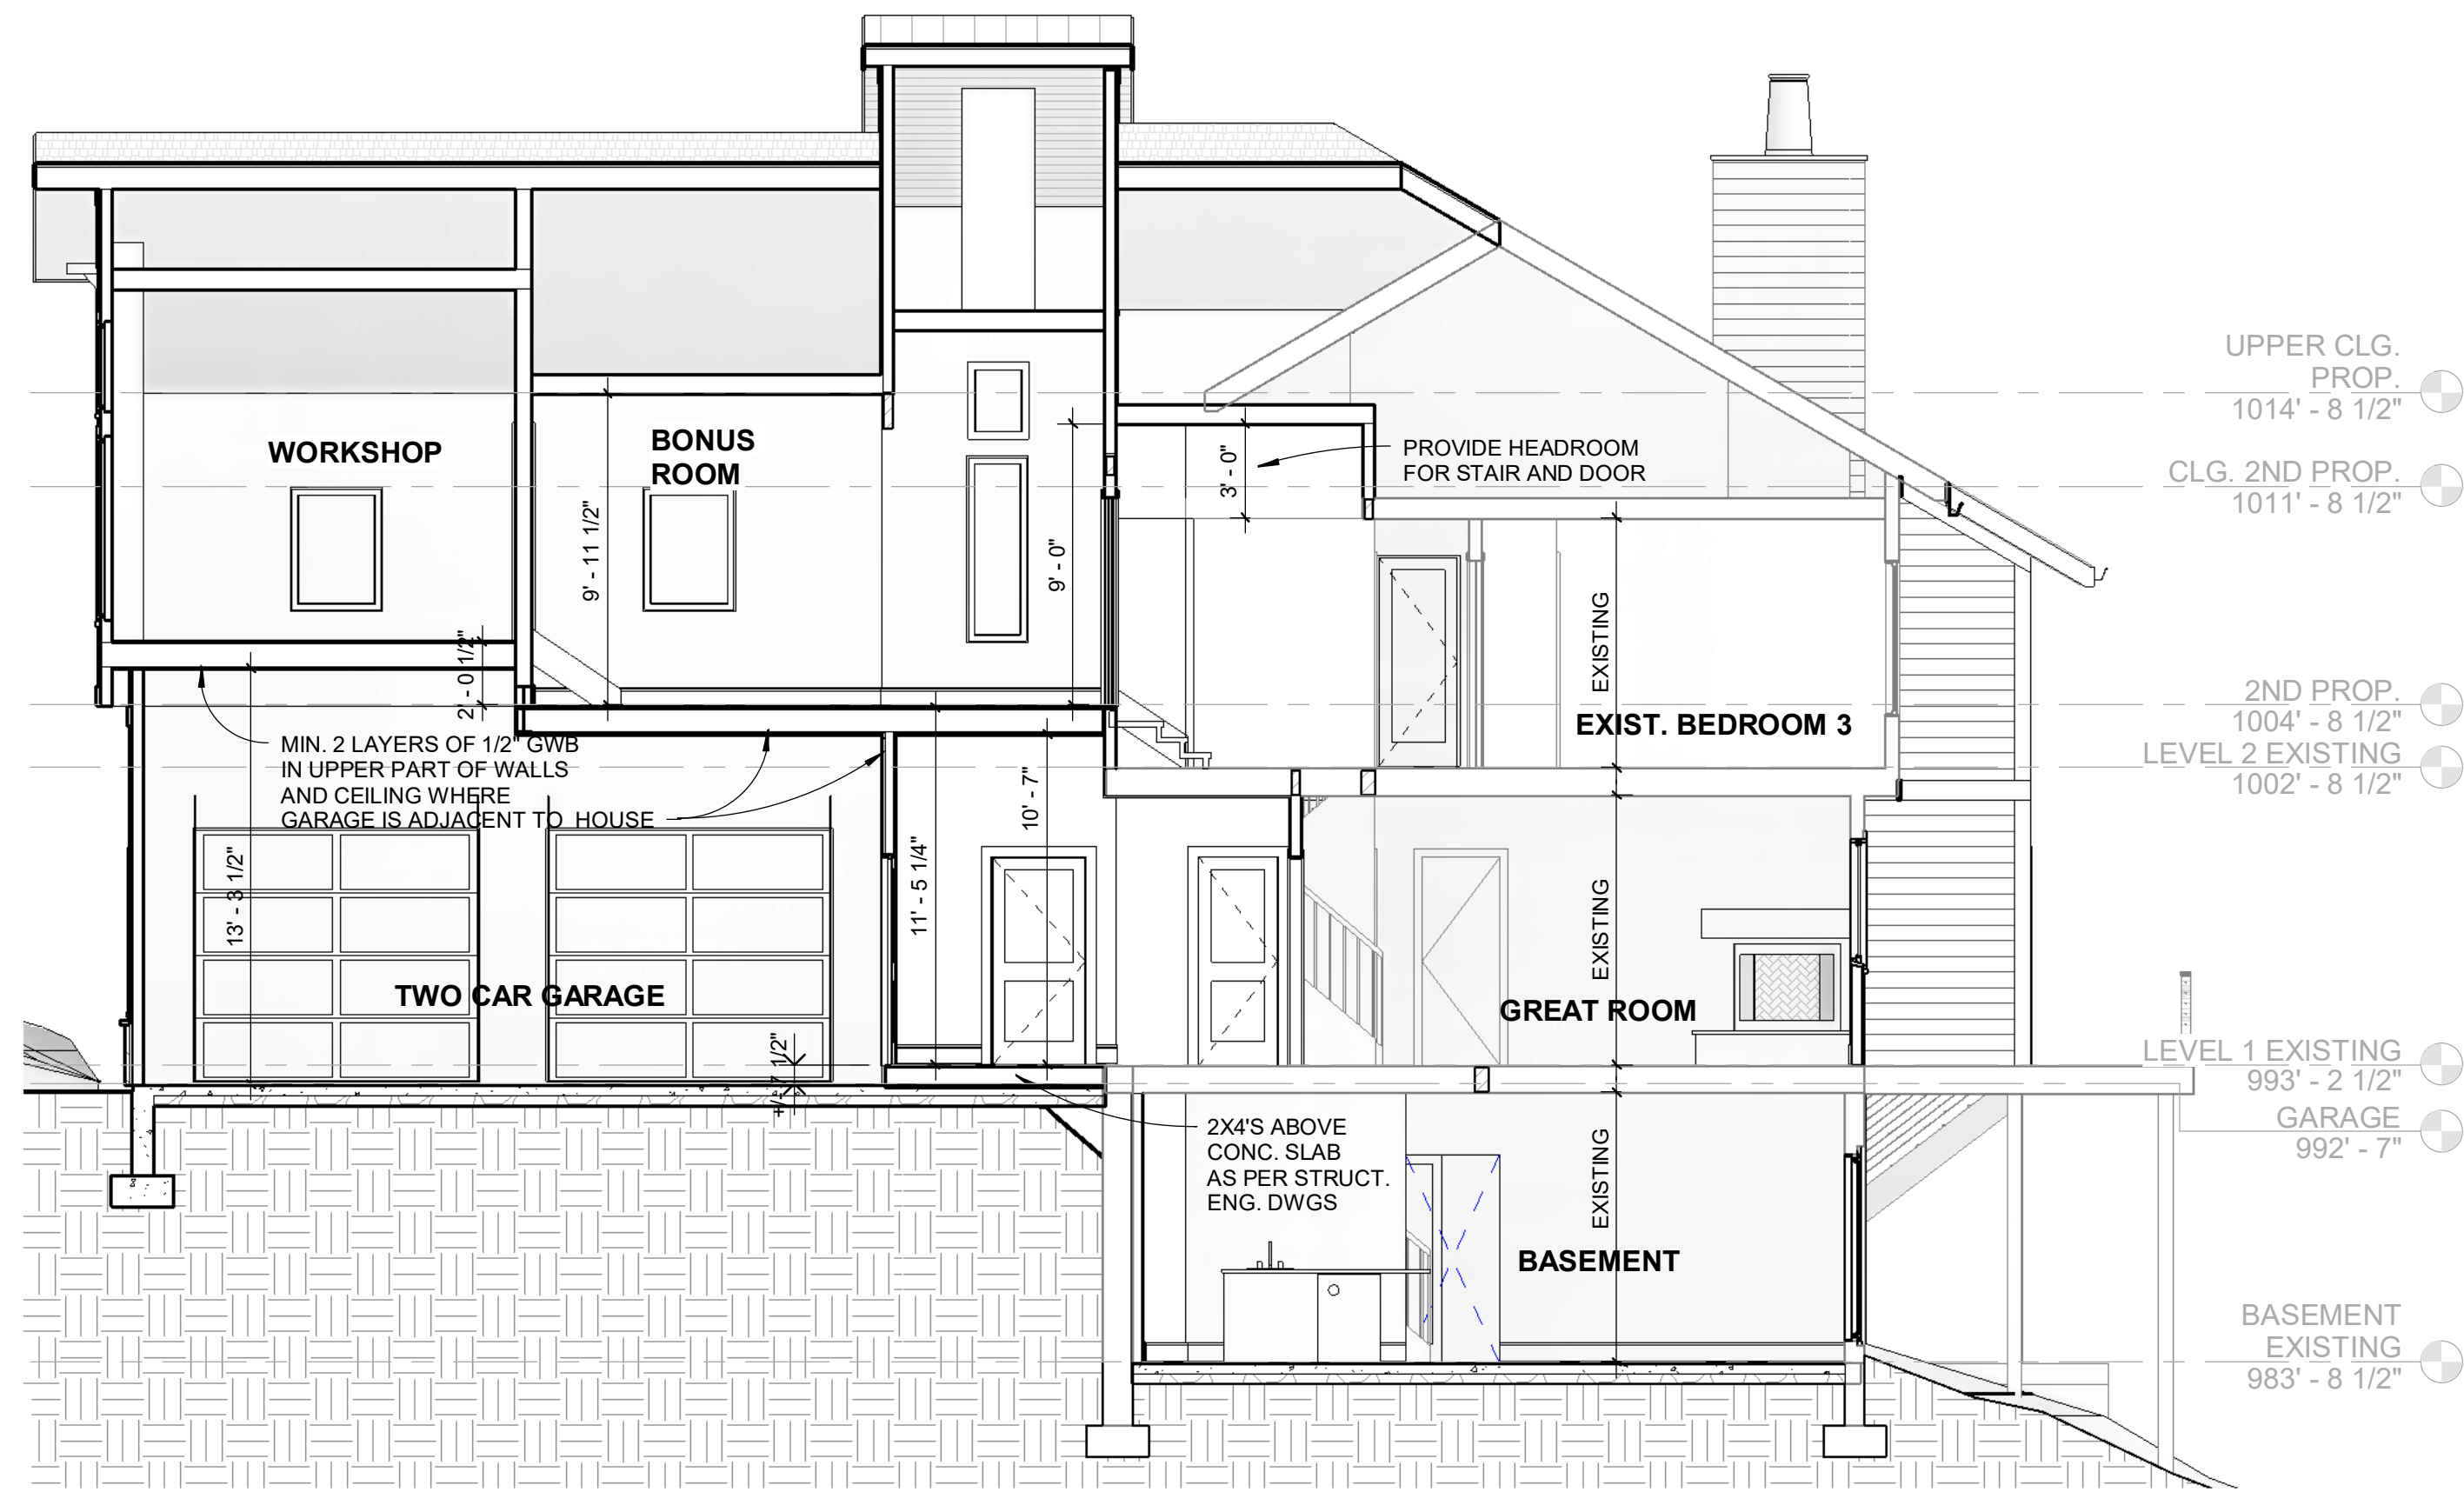 UPPER CLG.
PROP.
1014' - 8 1/2"
WORKSHOP
BONUS
ROOM
PROVIDE HEADROOM
FOR STAIR AND DOOR
3' - 0"
CLG. 2ND PROP.
1011' - 8 1/2"
9' - 11 1/2"
9' - 0"
EXISTING
2' - 0 1/2"
EXIST. BEDROOM 3
2ND PROP.
1004' - 8 1/2"
LEVEL 2 EXISTING
1002' - 8 1/2"
MIN. 2 LAYERS OF 1/2" GWB
IN UPPER PART OF WALLS
AND CEILING WHERE
GARAGE IS ADJACENT TO HOUSE
10' - 7"
11' - 5 1/4"
13' - 3 1/2"
EXISTING
TWO CAR GARAGE
GREAT ROOM
+/- 7 1/2"
LEVEL 1 EXISTING
993' - 2 1/2"
GARAGE
992' - 7"
2X4'S ABOVE
CONC. SLAB
AS PER STRUCT.
ENG. DWGS
EXISTING
BASEMENT
BASEMENT
EXISTING
983' - 8 1/2"